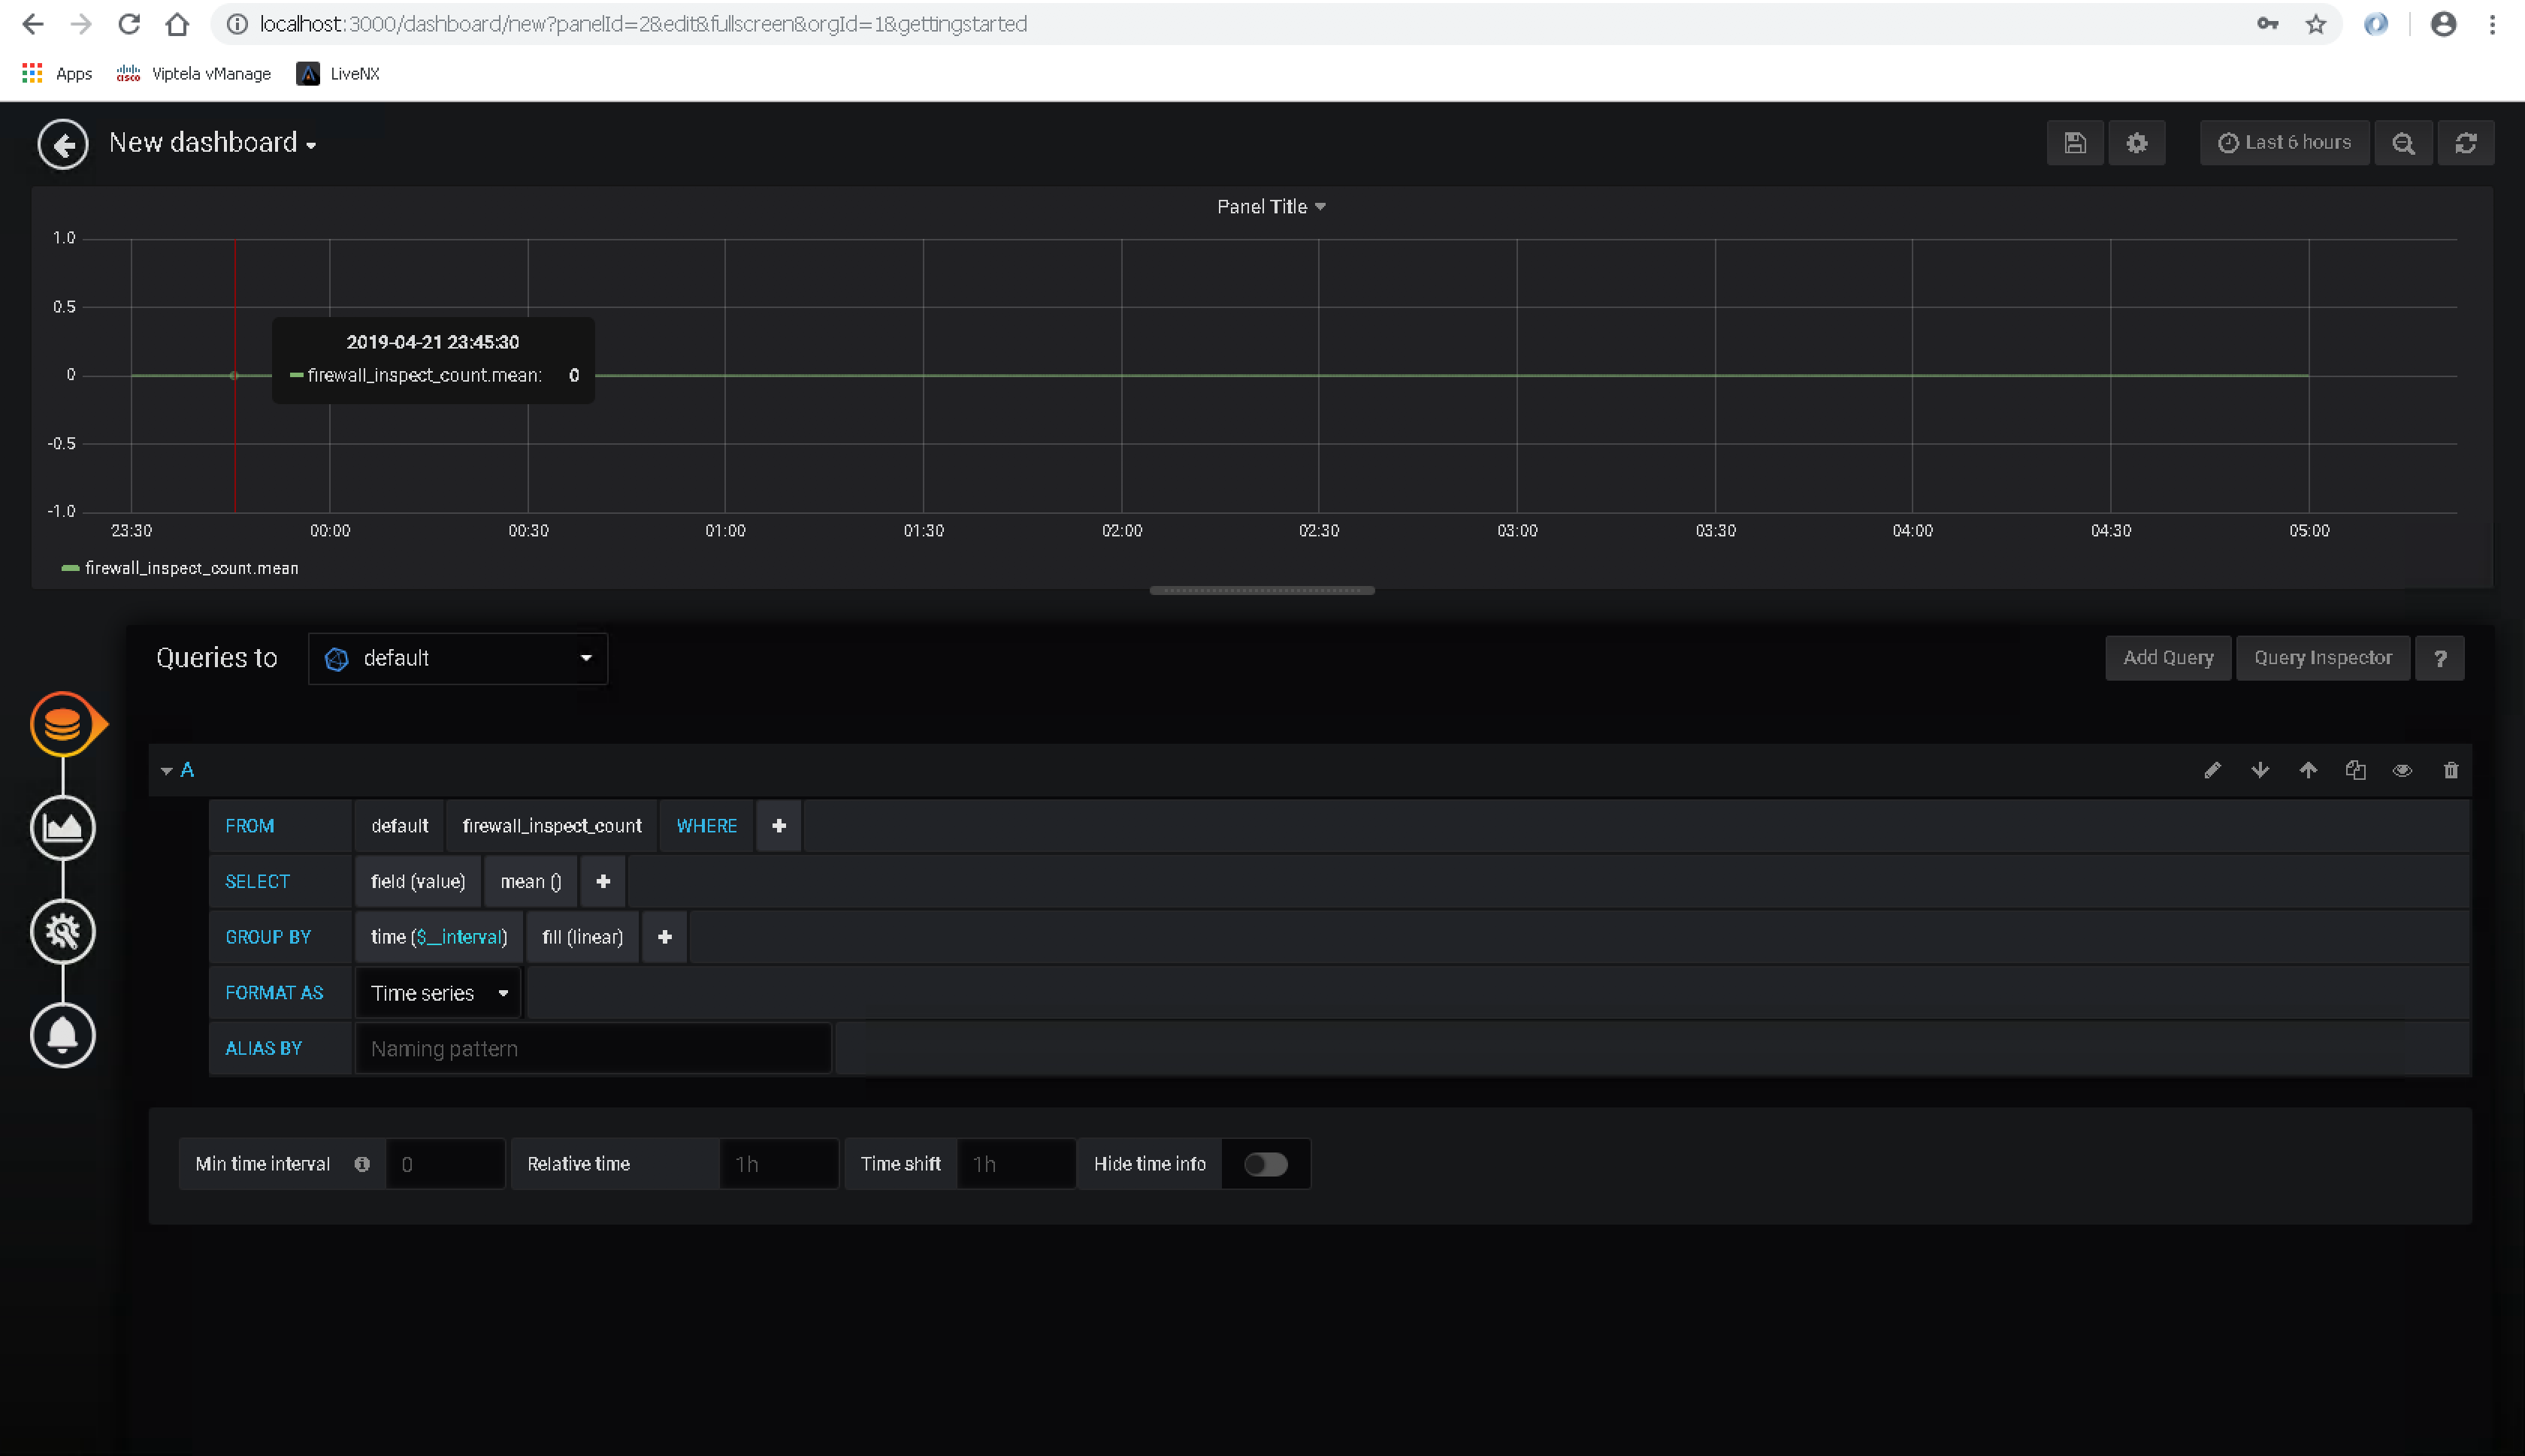 localhost:3000/dashboard/new?panelId=2&edit&fullscreen&orgId=1&gettingstarted
Apps cisco Viptela vManage LiveNX
New dashboard Last 6 hours
Panel Title
1.0
0.5
2019-04-21 23:45:30
0 firewall_inspect_count.mean: 0
-0.5
-1.0
23:30 00:00 00:30 01:00 01:30 02:00 02:30 03:00 03:30 04:00 04:30 05:00
firewall_inspect_count.mean
Queries to default Add Query Query Inspector ?
A
FROM default firewall_inspect_count WHERE +
SELECT field (value) mean () +
GROUP BY time ($__interval) fill (linear) +
FORMAT AS Time series
ALIAS BY Naming pattern
Min time interval 0 Relative time 1h Time shift 1h Hide time info